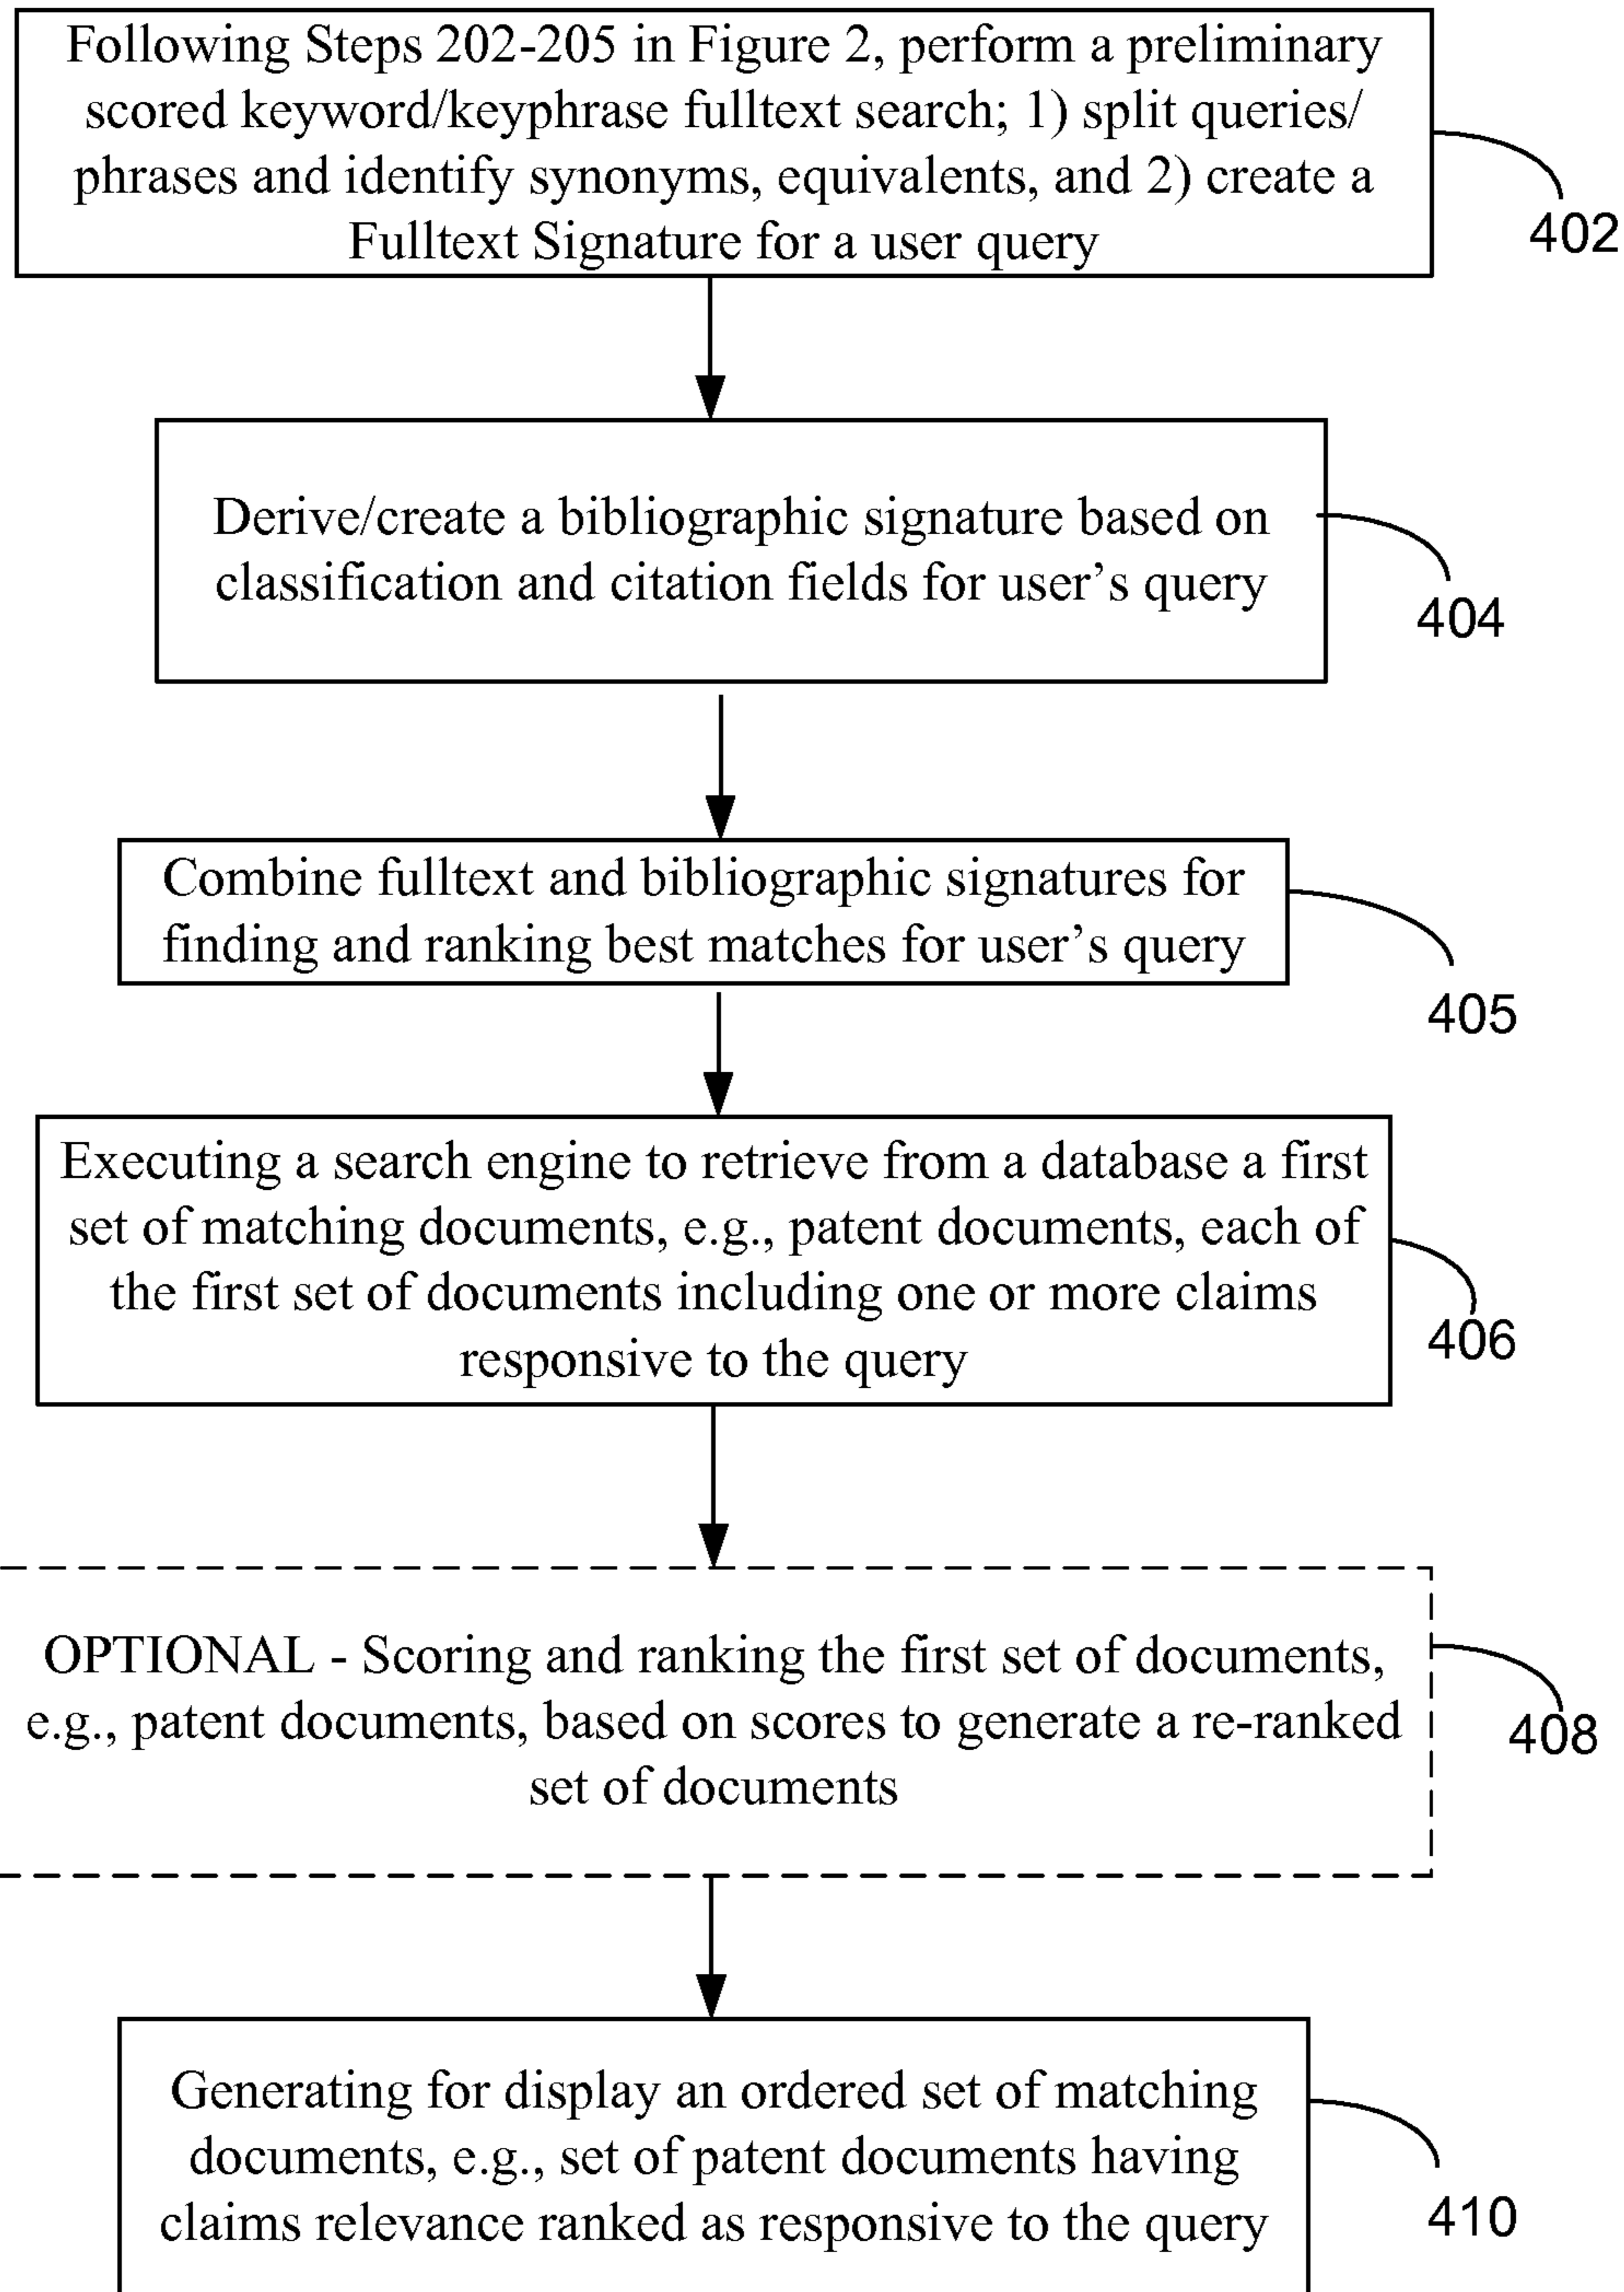 Following Steps 202-205 in Figure 2, perform a preliminary
scored keyword/keyphrase fulltext search; 1) split queries/
phrases and identify synonyms, equivalents, and 2) create a
Fulltext Signature for a user query
402
Derive/create a bibliographic signature based on
classification and citation fields for user’s query
404
Combine fulltext and bibliographic signatures for
finding and ranking best matches for user’s query
405
Executing a search engine to retrieve from a database a first
set of matching documents, e.g., patent documents, each of
the first set of documents including one or more claims
responsive to the query
406
OPTIONAL - Scoring and ranking the first set of documents,
e.g., patent documents, based on scores to generate a re-ranked
set of documents
408
Generating for display an ordered set of matching
documents, e.g., set of patent documents having
claims relevance ranked as responsive to the query
410